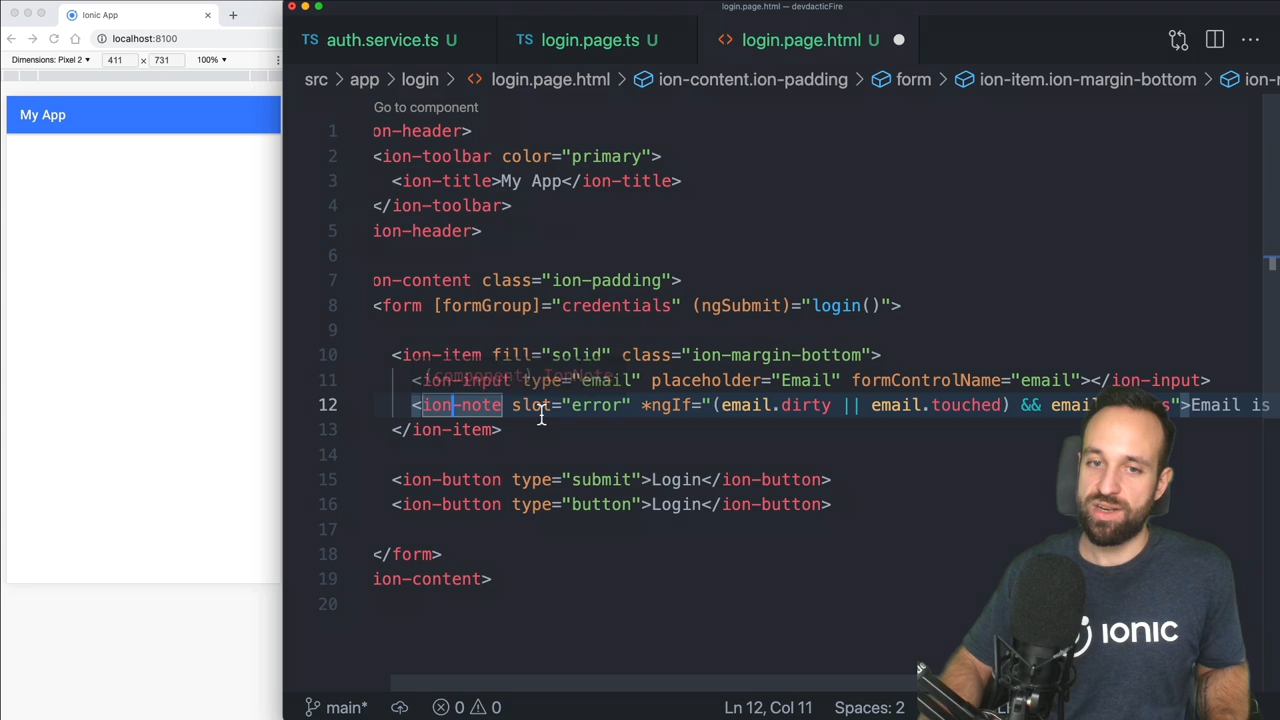 Ionic App
localhost:8100
Dimensions: Pixel 2 411 x 731 100%
My App
login.page.html — devdacticFire
TS auth.service.ts U TS login.page.ts U <> login.page.html U
src > app > login > <> login.page.html > ion-content.ion-padding > form > ion-item.ion-margin-bottom >
Go to component
1 on-header>
2 <ion-toolbar color="primary">
3 <ion-title>My App</ion-title>
4 </ion-toolbar>
5 ion-header>
6
7 on-content class="ion-padding">
8 <form [formGroup]="credentials" (ngSubmit)="login()">
9
10 <ion-item fill="solid" class="ion-margin-bottom">
(component) IonNote
11 <ion-input type="email" placeholder="Email" formControlName="email"></ion-input>
12 <ion-note slot="error" *ngIf="(email.dirty || email.touched) && email s">Email is
13 </ion-item>
14
15 <ion-button type="submit">Login</ion-button>
16 <ion-button type="button">Login</ion-button>
17
18 </form>
19 ion-content>
20
ionic
main* 0 0 Ln 12, Col 11 Spaces: 2